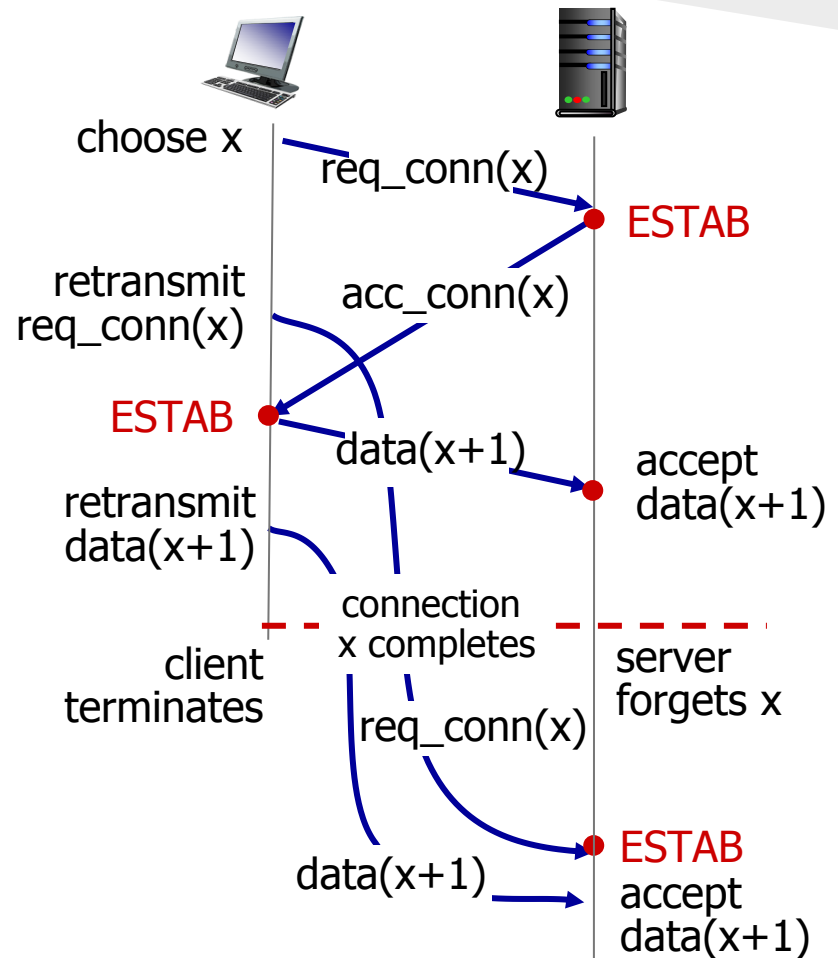 choose x
req_conn(x)
ESTAB
retransmit
req_conn(x)
acc_conn(x)
ESTAB
data(x+1)
accept
data(x+1)
retransmit
data(x+1)
connection
x completes
client
terminates
server
forgets x
req_conn(x)
ESTAB
data(x+1)
accept
data(x+1)